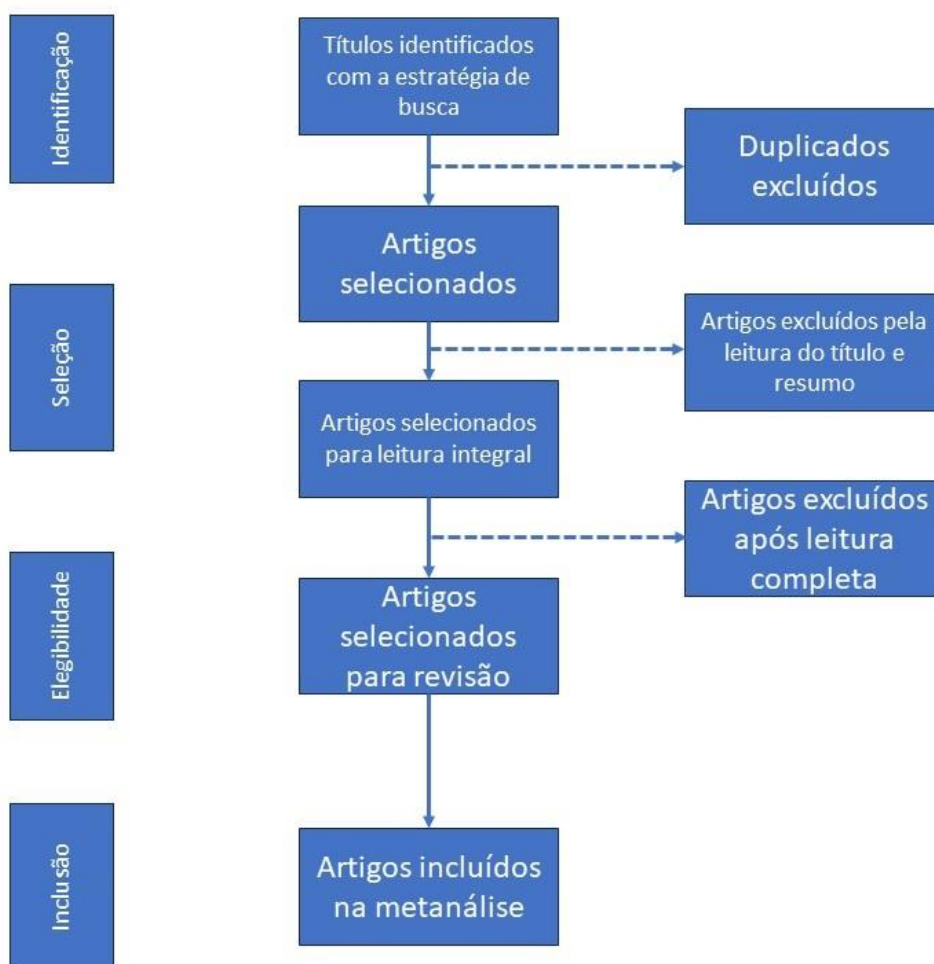 Identificação
Títulos identificados
com a estratégia de
busca
Duplicados
excluídos
Artigos
selecionados
Seleção
Artigos excluídos pela
leitura do título e
resumo
Artigos selecionados
para leitura integral
Artigos excluídos
após leitura
completa
Elegibilidade
Artigos
selecionados
para revisão
Inclusão
Artigos incluídos
na metanálise